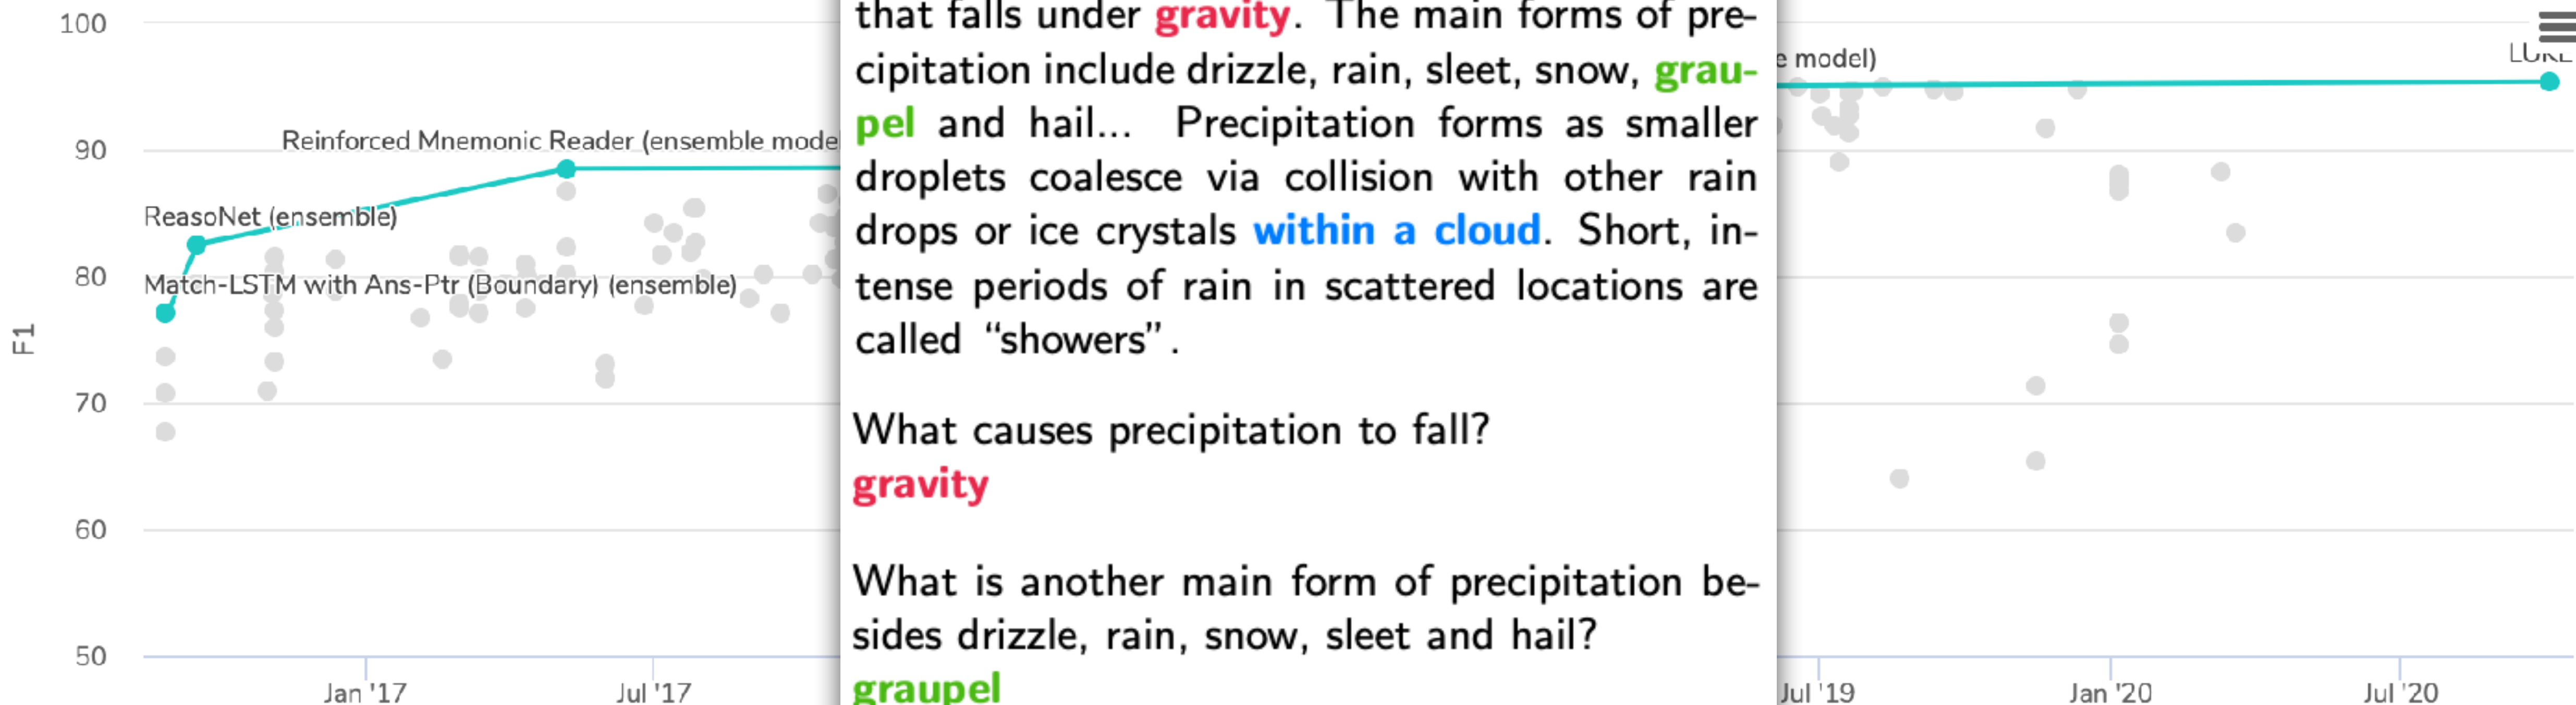 100
90
80
70
60
50
F1
Reinforced Mnemonic Reader (ensemble
ReasoNet (ensemble)
Match-LSTM with Ans-Ptr (Boundary) (ensemble)
Jan '17
Jul '17
that falls under gravity. The main forms of pre-
cipitation include drizzle, rain, sleet, snow, grau-
pel and hail... Precipitation forms as smaller
droplets coalesce via collision with other rain
drops or ice crystals within a cloud. Short, in-
tense periods of rain in scattered locations are
called “showers”.
What causes precipitation to fall?
gravity
What is another main form of precipitation be-
sides drizzle, rain, snow, sleet and hail?
graupel
model)
LUKE
Jul '19
Jan '20
Jul '20